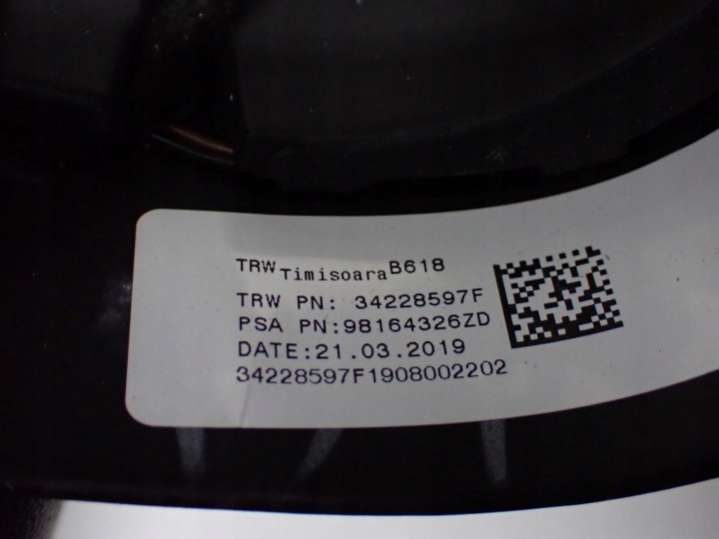 TRW Timisoara B618
TRW PN: 34228597F
PSA PN:98164326ZD
DATE:21.03.2019
34228597F1908002202